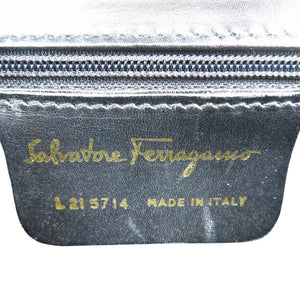 Salvatore Ferragamo
L 21 5714 MADE IN ITALY